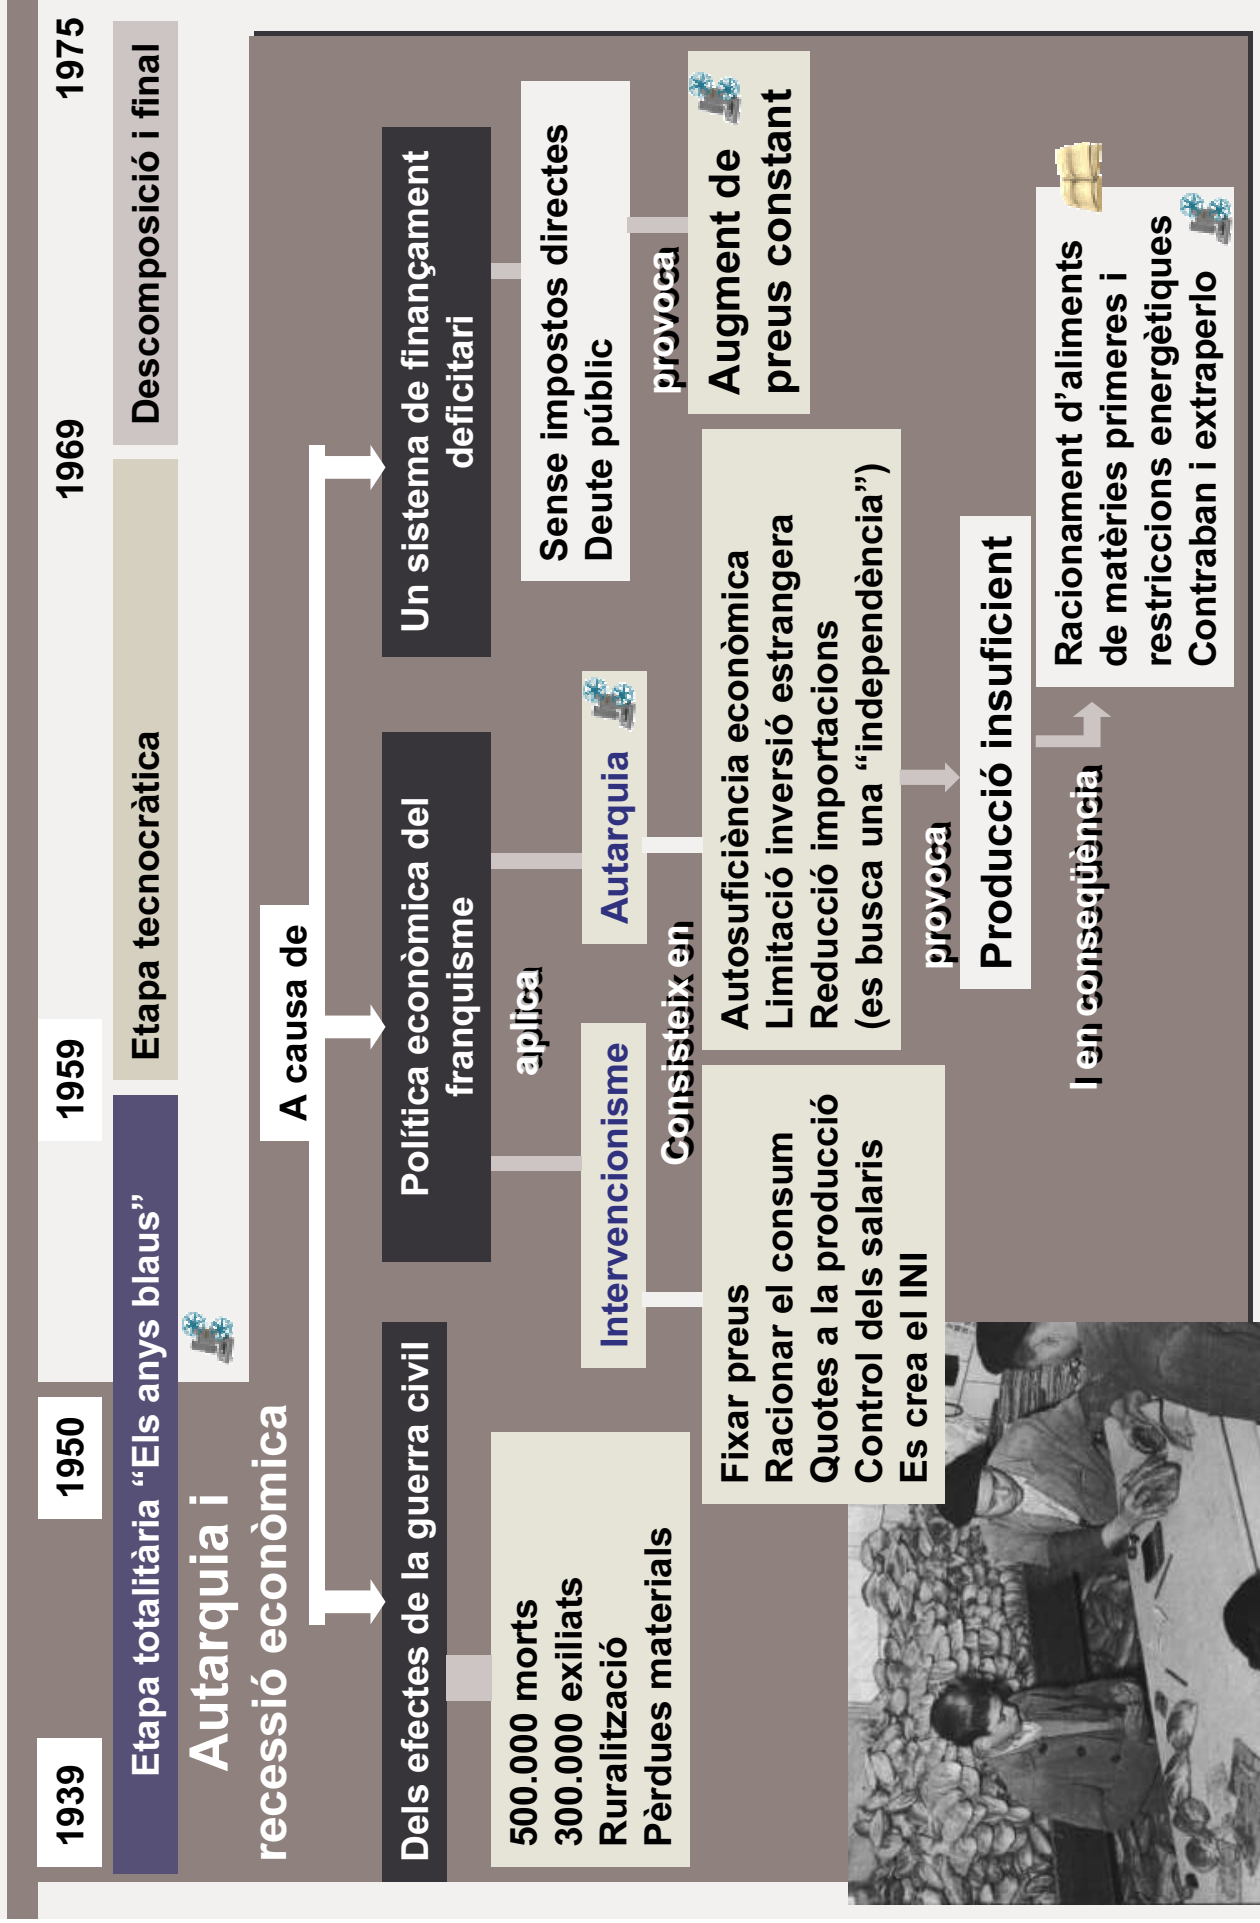 1939
1950
1959
1969
1975
Etapa totalitària “Els anys blaus”
Etapa tecnocràtica
Descomposició i final
Autarquia i
recessió econòmica
A causa de
Dels efectes de la guerra civil
500.000 morts
300.000 exiliats
Ruralització
Pèrdues materials
Política econòmica del
franquisme
aplica
Intervencionisme
Autarquia
Consisteix en
Fixar preus
Racionar el consum
Quotes a la producció
Control dels salaris
Es crea el INI
Autosuficiència econòmica
Limitació inversió estrangera
Reducció importacions
(es busca una “independència”)
provoca
Producció insuficient
I en conseqüència
Racionament d’aliments
de matèries primeres i
restriccions energètiques
Contraban i extraperlo
Un sistema de finançament
deficitari
Sense impostos directes
Deute públic
provoca
Augment de
preus constant